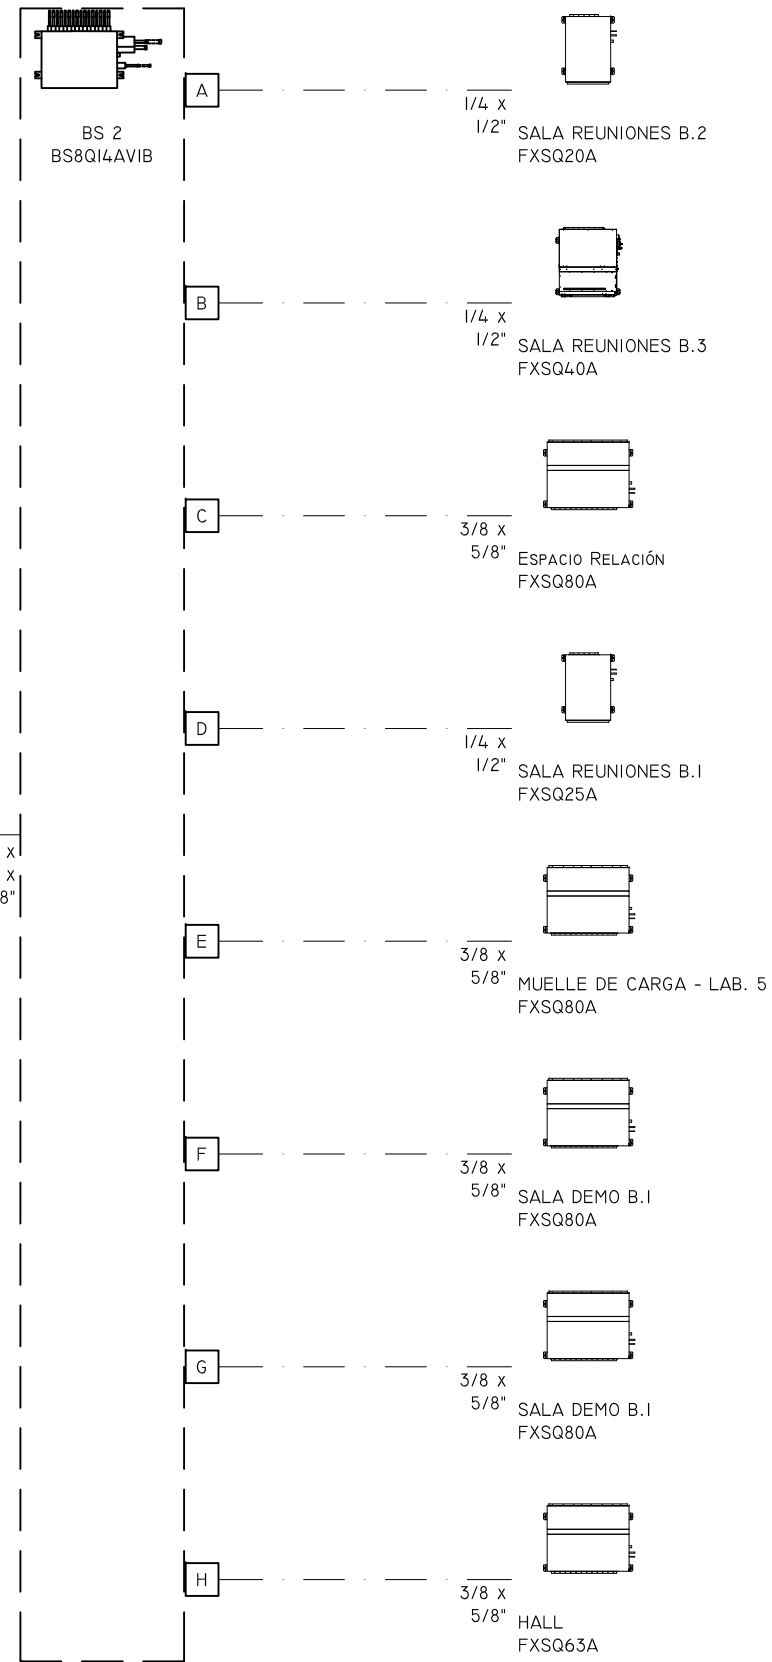 BS 2
BS8Q14AV1B
A
1/4 x
1/2"
SALA REUNIONES B.2
FXSQ20A
B
1/4 x
1/2"
SALA REUNIONES B.3
FXSQ40A
C
3/8 x
5/8"
ESPACIO RELACIÓN
FXSQ80A
D
1/4 x
1/2"
SALA REUNIONES B.1
FXSQ25A
x
x
8"
E
3/8 x
5/8"
MUELLE DE CARGA - LAB. 5
FXSQ80A
F
3/8 x
5/8"
SALA DEMO B.1
FXSQ80A
G
3/8 x
5/8"
SALA DEMO B.1
FXSQ80A
H
3/8 x
5/8"
HALL
FXSQ63A